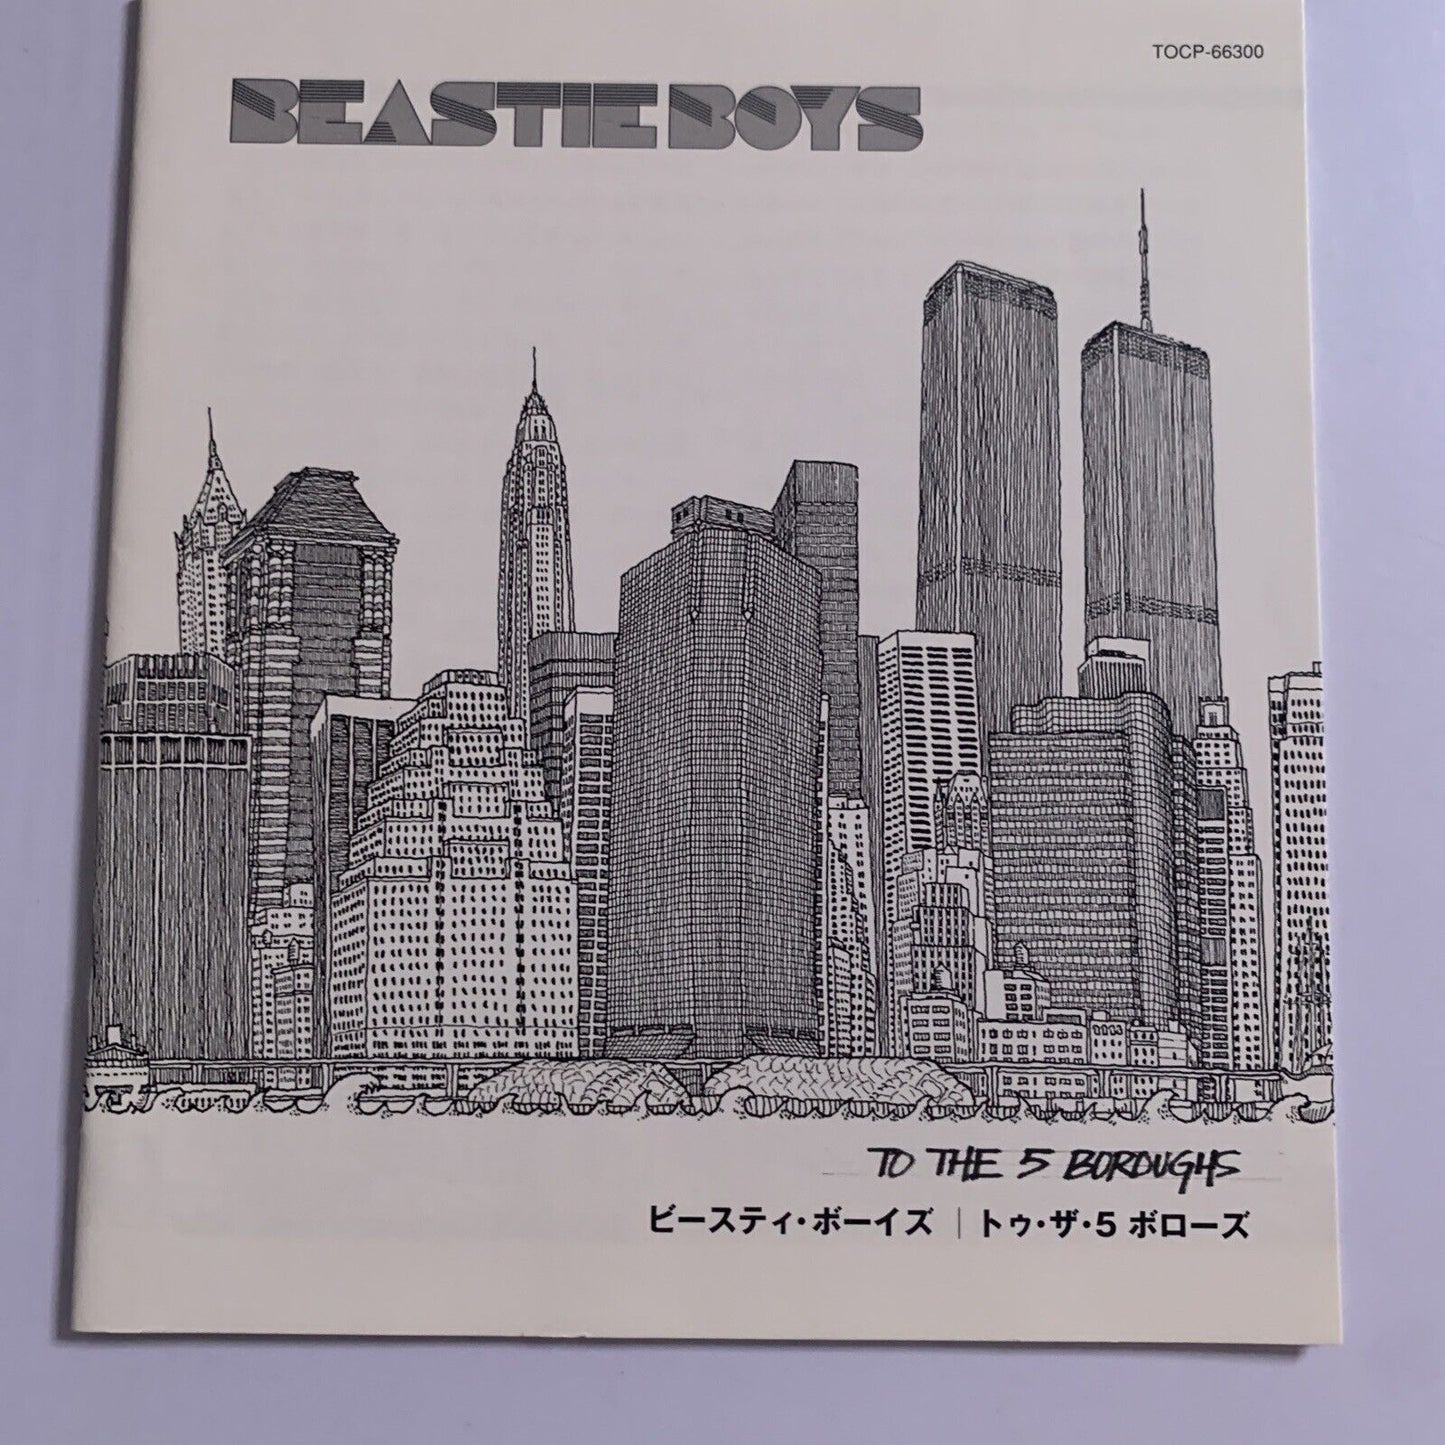 TOCP-66300
BEASTIE BOYS
TO THE 5 BOROUGHS
ビースティ・ボーイズ｜トゥ・ザ・5 ボローズ